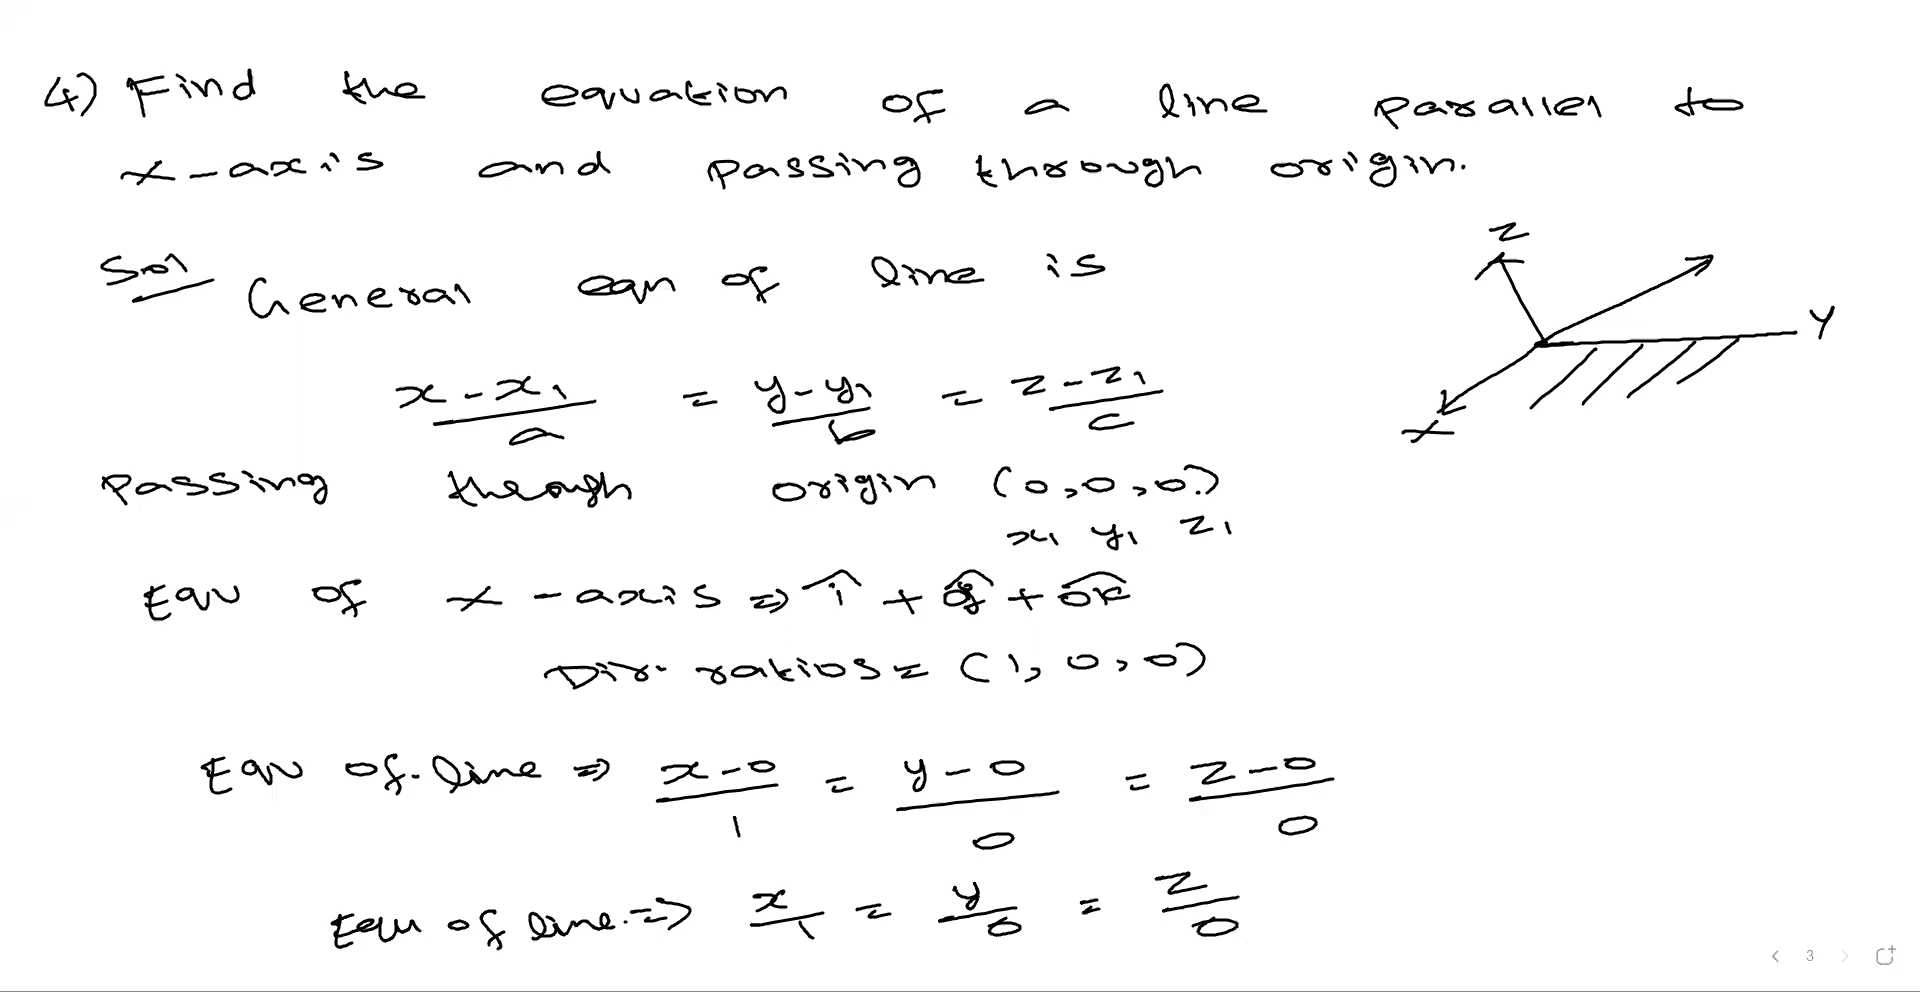 4) Find the equation of a line parallel to
x-axis and passing through origin.
Sol
General eqn of line is
Z
Y
X
x-x₁/a = y-y₁/b = z-z₁/c
passing through origin (0,0,0)
x₁ y₁ z₁
Eqn of x-axis ⇒ î + 0ĵ + 0k̂
Dir. ratios = (1,0,0)
Eqn of line ⇒ x-0/1 = y-0/0 = z-0/0
Eqn of line ⇒ x/1 = y/0 = z/0
3